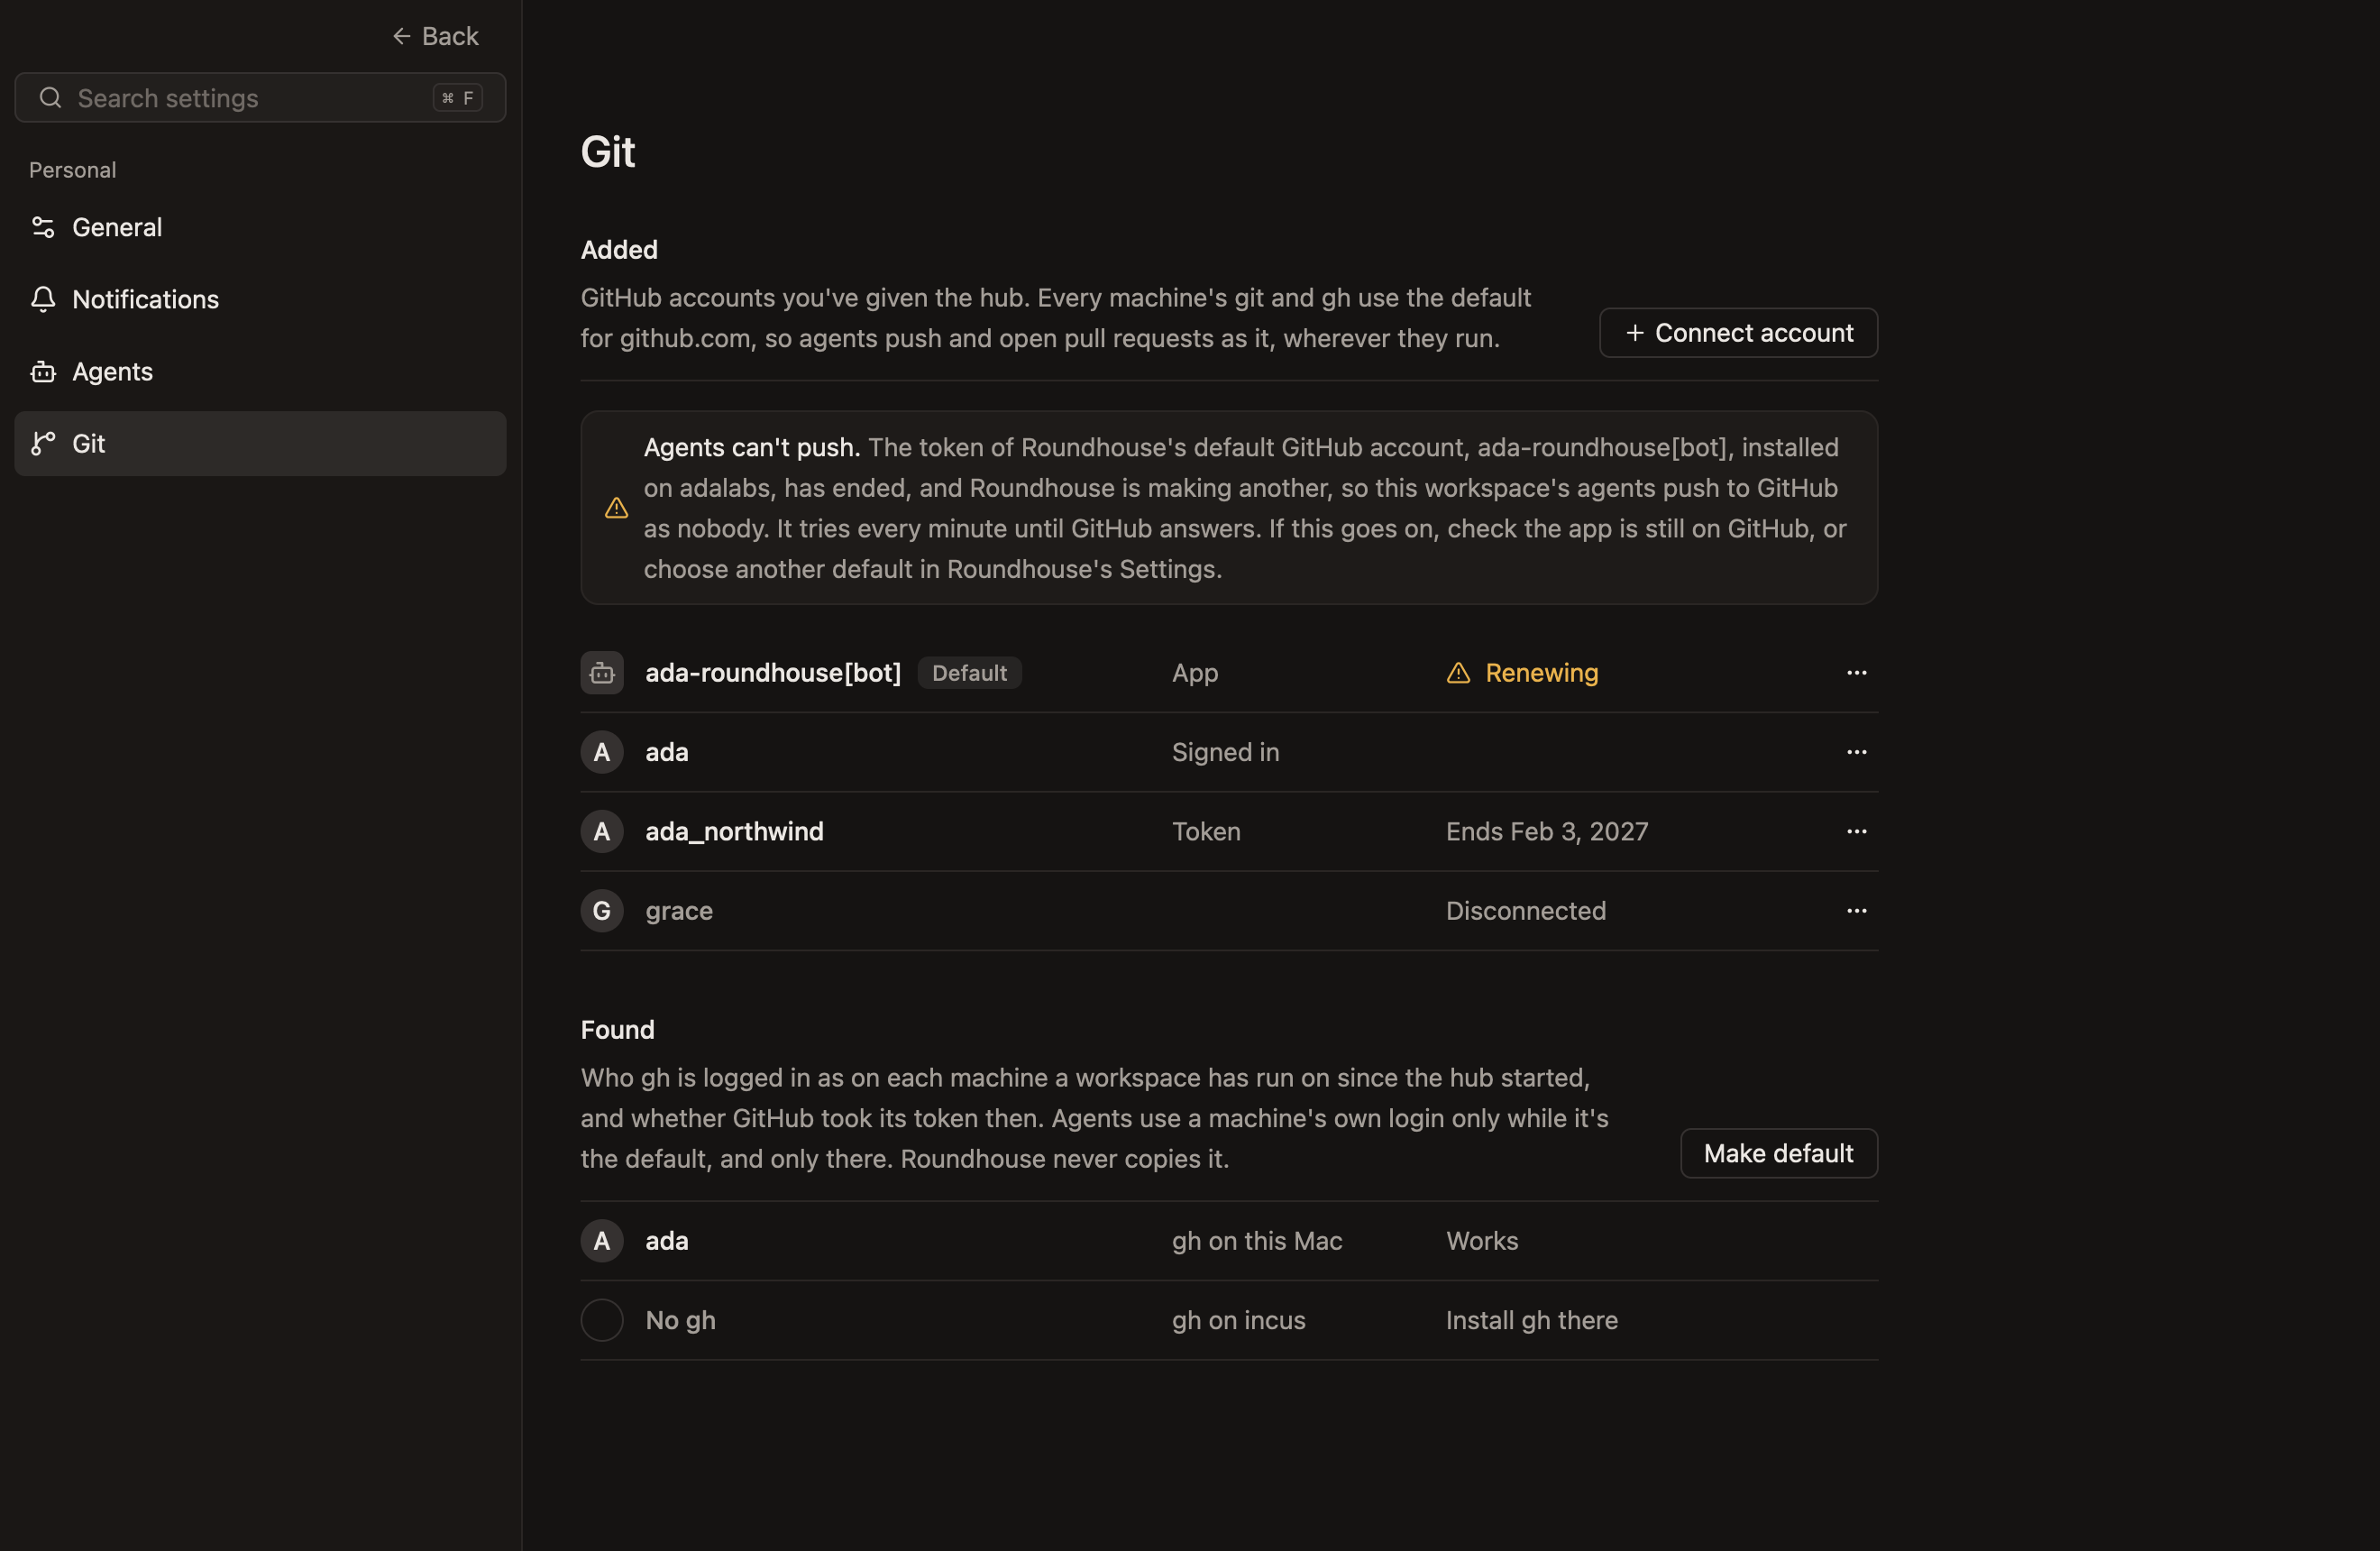 Back
Search settings
⌘ F
Personal
General
Notifications
Agents
Git
Git
Added
GitHub accounts you've given the hub. Every machine's git and gh use the default
for github.com, so agents push and open pull requests as it, wherever they run.
Connect account
Agents can't push. The token of Roundhouse's default GitHub account, ada-roundhouse[bot], installed
on adalabs, has ended, and Roundhouse is making another, so this workspace's agents push to GitHub
as nobody. It tries every minute until GitHub answers. If this goes on, check the app is still on GitHub, or
choose another default in Roundhouse's Settings.
ada-roundhouse[bot] Default App Renewing
A ada Signed in
A ada_northwind Token Ends Feb 3, 2027
G grace Disconnected
Found
Who gh is logged in as on each machine a workspace has run on since the hub started,
and whether GitHub took its token then. Agents use a machine's own login only while it's
the default, and only there. Roundhouse never copies it.
Make default
A ada gh on this Mac Works
No gh gh on incus Install gh there